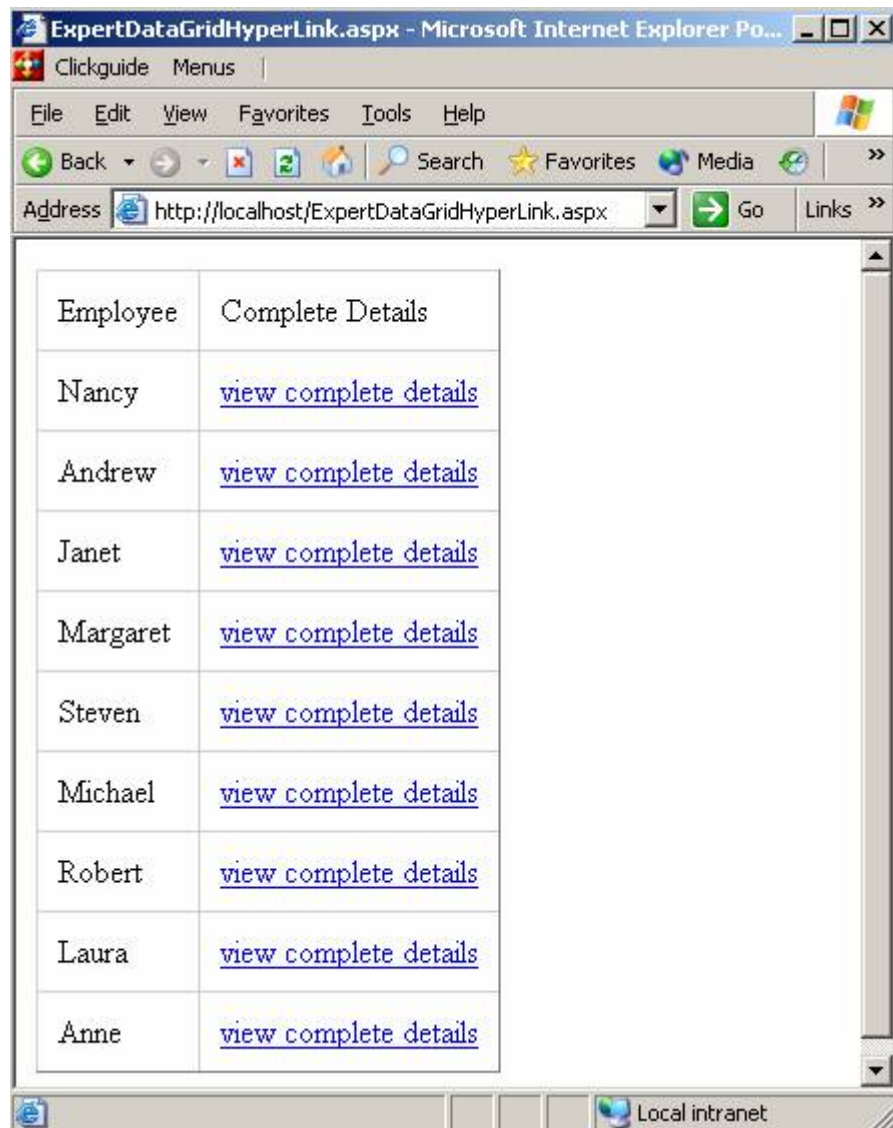 ExpertDataGridHyperLink.aspx - Microsoft Internet Explorer Po...
Clickguide Menus
File Edit View Favorites Tools Help
Back Search Favorites Media »
Address http://localhost/ExpertDataGridHyperLink.aspx Go Links »
Employee Complete Details
Nancy view complete details
Andrew view complete details
Janet view complete details
Margaret view complete details
Steven view complete details
Michael view complete details
Robert view complete details
Laura view complete details
Anne view complete details
Local intranet